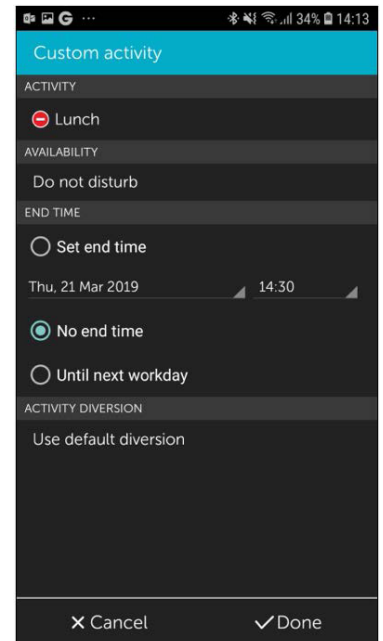 G ... 34% 14:13
Custom activity
ACTIVITY
Lunch
AVAILABILITY
Do not disturb
END TIME
Set end time
Thu, 21 Mar 2019 14:30
No end time
Until next workday
ACTIVITY DIVERSION
Use default diversion
Cancel Done